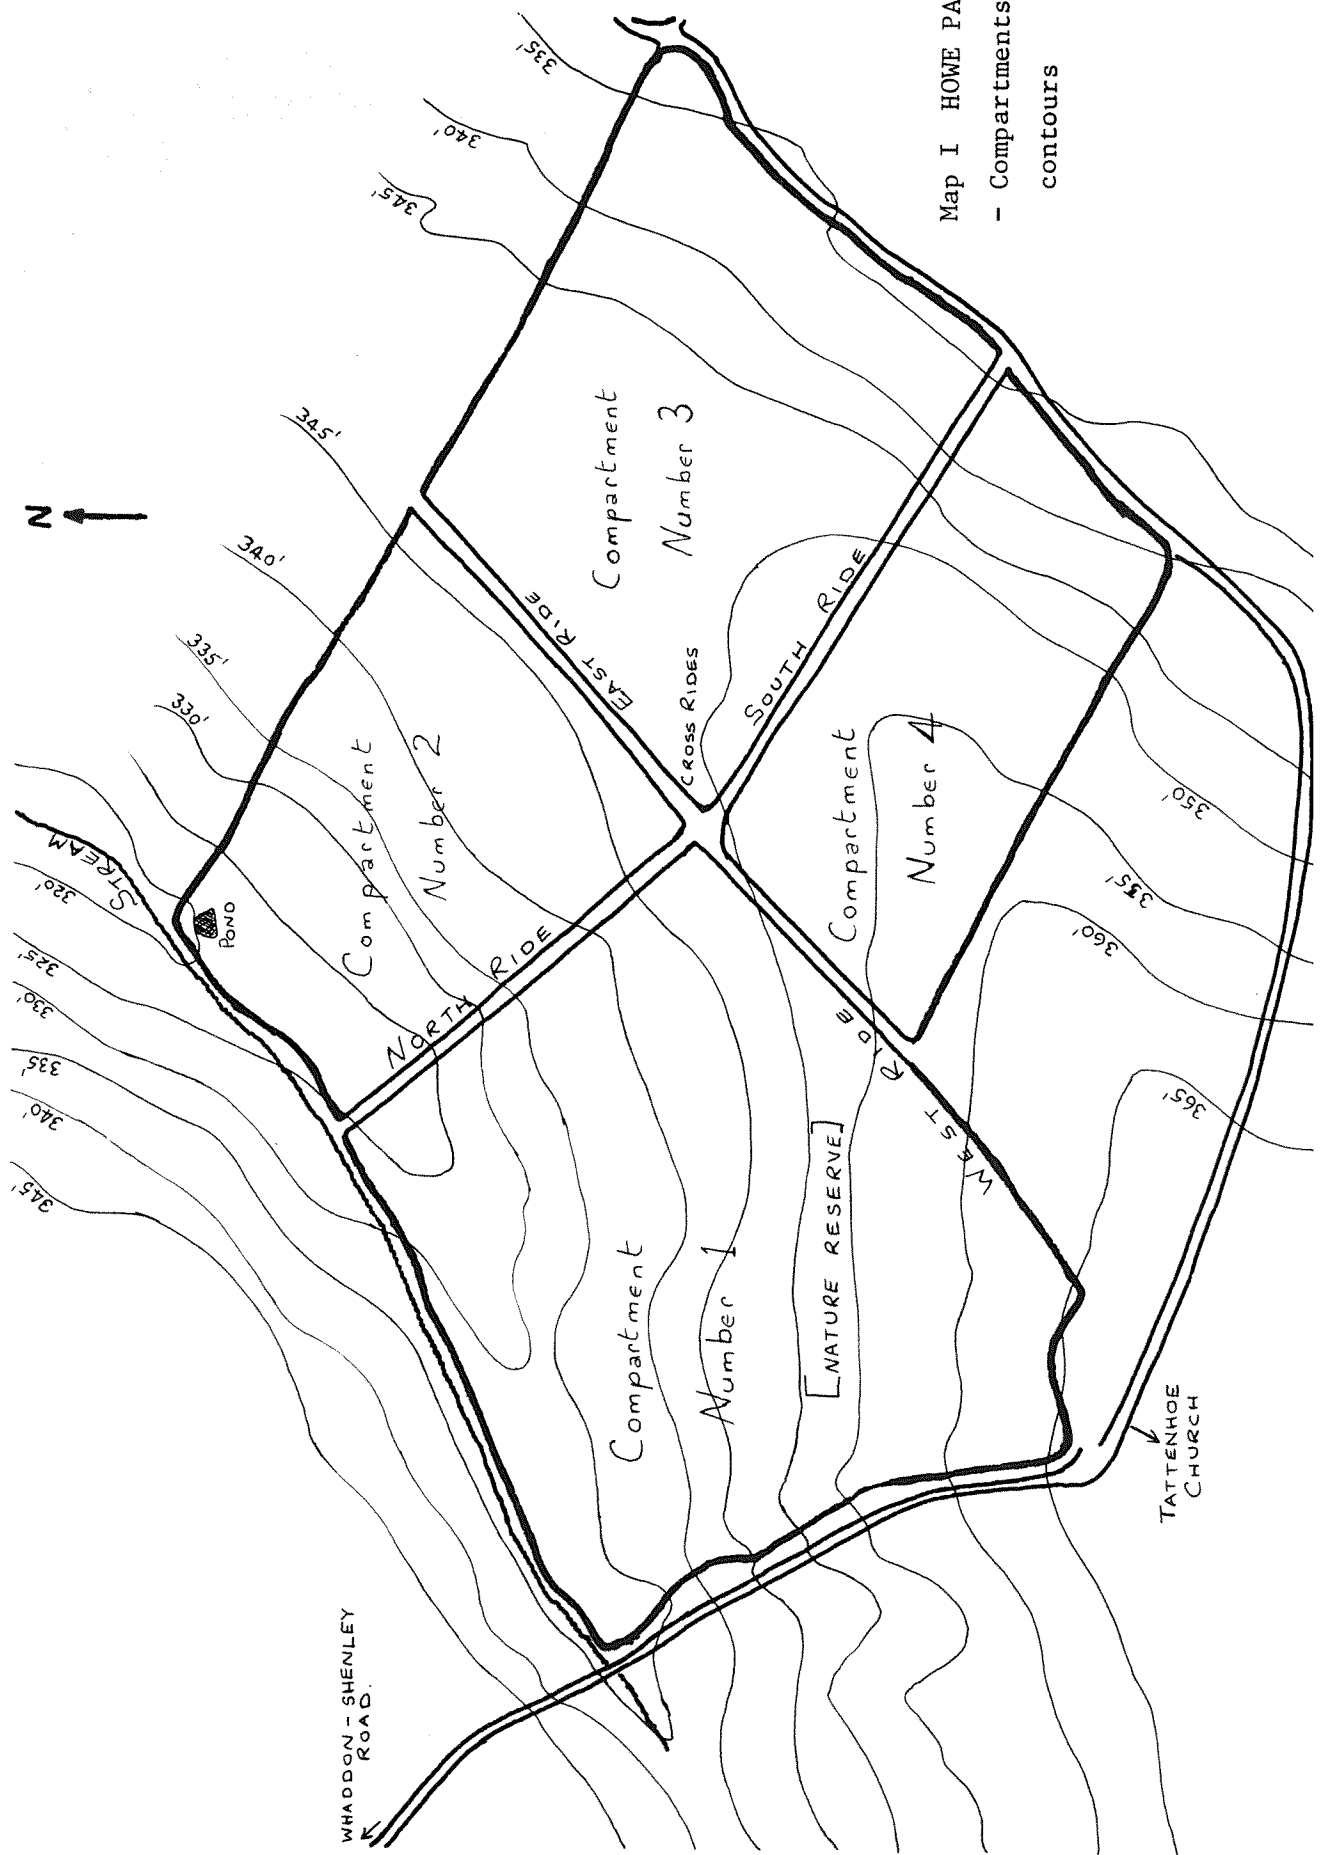 Map I HOWE PA
- Compartments
contours
N
335'
340'
345'
345'
340'
335'
330'
STREAM
320'
325'
330'
335'
340'
345'
POND
Compartment
Number 3
Compartment
Number 2
EAST RIDE
CROSS RIDES
SOUTH RIDE
NORTH RIDE
Compartment
Number 4
WEST RIDE
350'
355'
360'
365'
Compartment
Number 1
[NATURE RESERVE]
TATTENHOE
CHURCH
WHADDON - SHENLEY
ROAD.